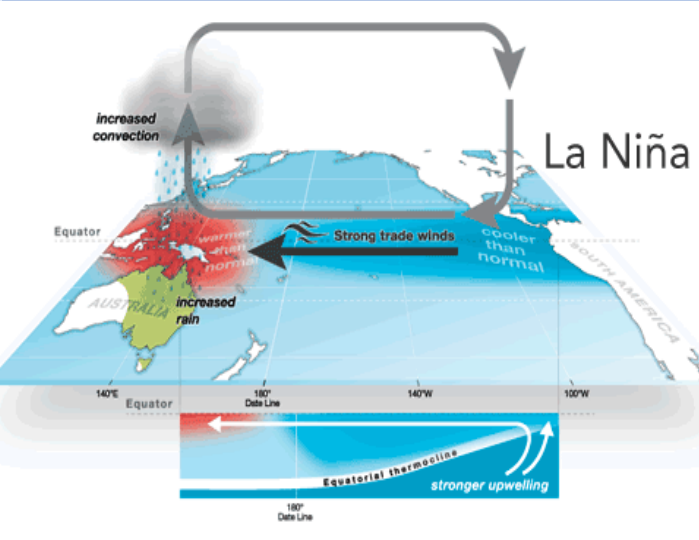 increased
convection
La Niña
Equator
warmer
than
normal
Strong trade winds
cooler
than
normal
SOUTH AMERICA
AUSTRALIA
increased
rain
140°E
180°
Date Line
140°W
100°W
Equator
Equatorial thermocline
stronger upwelling
180°
Date Line